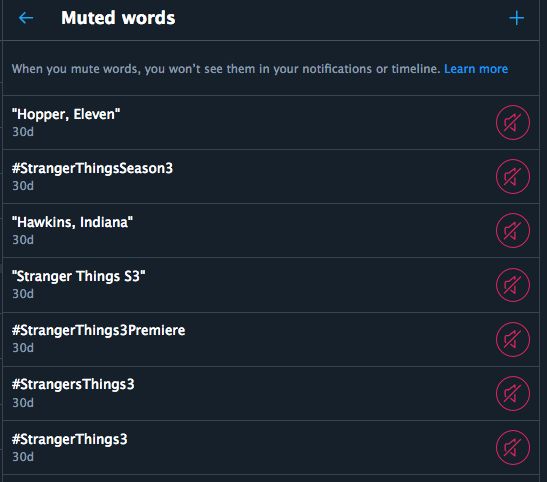 Muted words
When you mute words, you won’t see them in your notifications or timeline. Learn more
"Hopper, Eleven"
30d
#StrangerThingsSeason3
30d
"Hawkins, Indiana"
30d
"Stranger Things S3"
30d
#StrangerThings3Premiere
30d
#StrangersThings3
30d
#StrangerThings3
30d